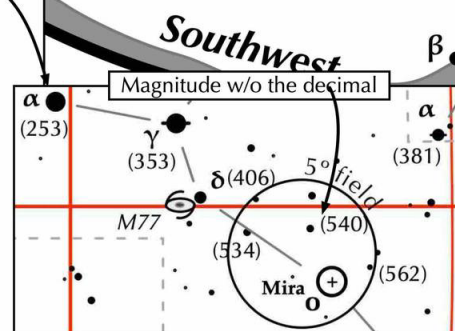 Southwest
β
Magnitude w/o the decimal
α
(253)
γ
(353)
α
(381)
δ (406)
5° field
M77
(540)
(534)
(562)
Mira
o